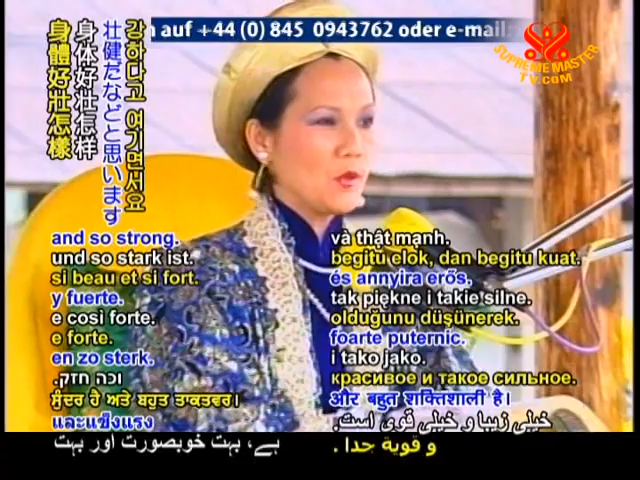 n auf +44 (0) 845 0943762 oder e-mail:
SUPREME MASTER
TV.COM
강하다고 여기면서요
壮健だなどと思います
身体好壮怎样
身體好壯怎樣
and so strong.
und so stark ist.
si beau et si fort.
y fuerte.
e così forte.
e forte.
en zo sterk.
וכה חזק.
ਸੁੰਦਰ ਹੈ ਅਤੇ ਬਹੁਤ ਤਾਕਤਵਰ।
และแข็งแรง
ہے، بہت خوبصورت اور بہت
và thật mạnh.
begitu elok, dan begitu kuat.
és annyira erős.
tak piękne i takie silne.
olduğunu düşünerek.
foarte puternic.
i tako jako.
красивое и такое сильное.
और बहुत शक्तिशाली है।
خیلی زیبا و خیلی قوی است.
و قوية جدا .